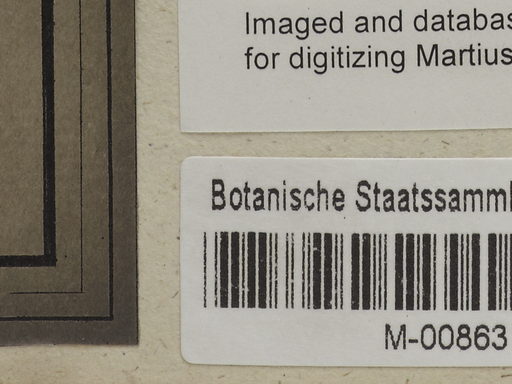 Imaged and databas
for digitizing Martius
Botanische Staatssamml
M-00863